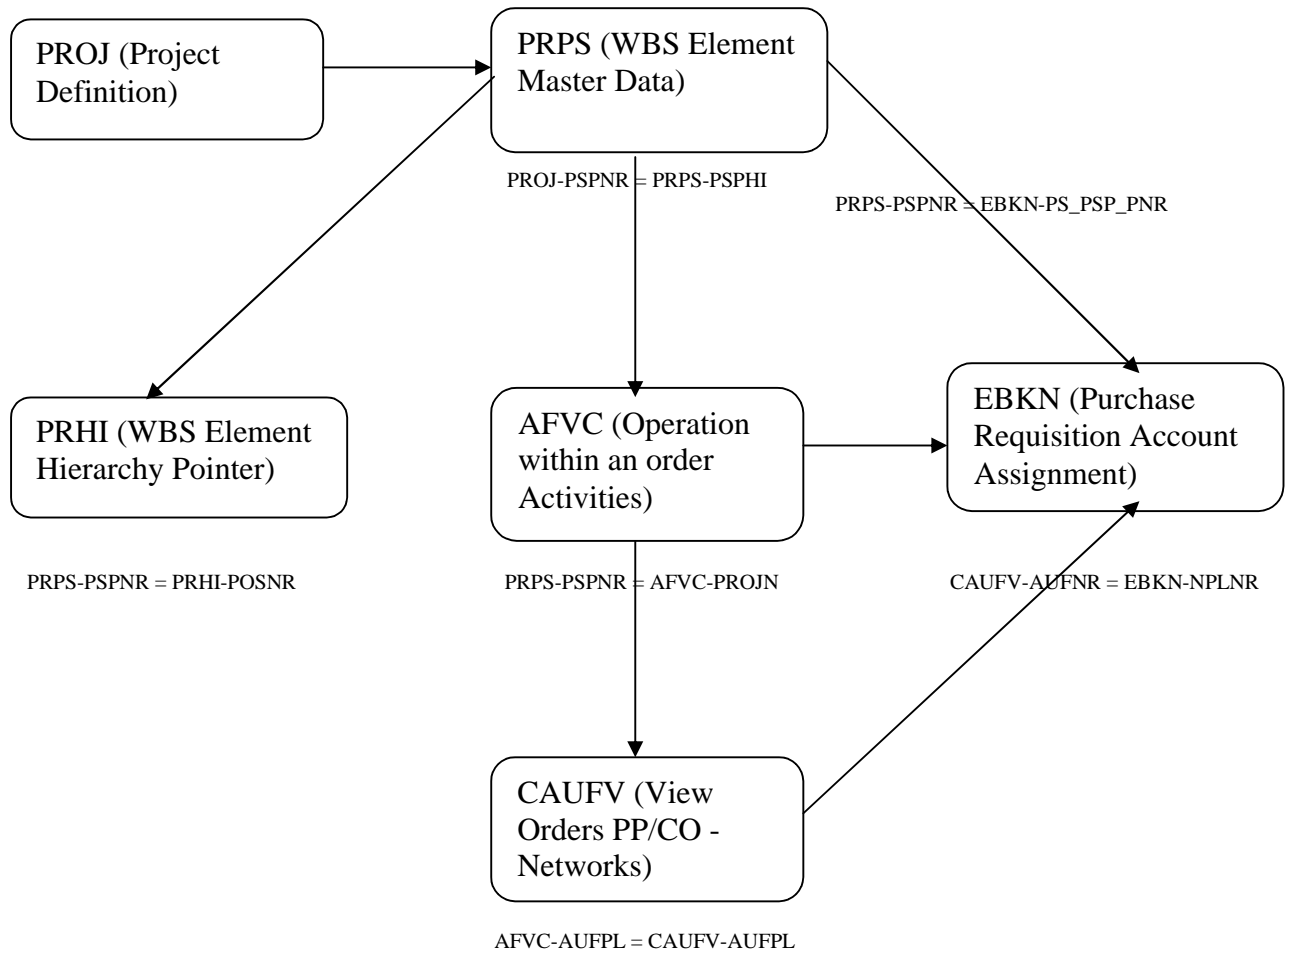 PROJ (Project
Definition)
PRPS (WBS Element
Master Data)
PROJ-PSPNR = PRPS-PSPHI
PRPS-PSPNR = EBKN-PS_PSP_PNR
PRHI (WBS Element
Hierarchy Pointer)
AFVC (Operation
within an order
Activities)
EBKN (Purchase
Requisition Account
Assignment)
PRPS-PSPNR = PRHI-POSNR
PRPS-PSPNR = AFVC-PROJN
CAUFV-AUFNR = EBKN-NPLNR
CAUFV (View
Orders PP/CO -
Networks)
AFVC-AUFPL = CAUFV-AUFPL